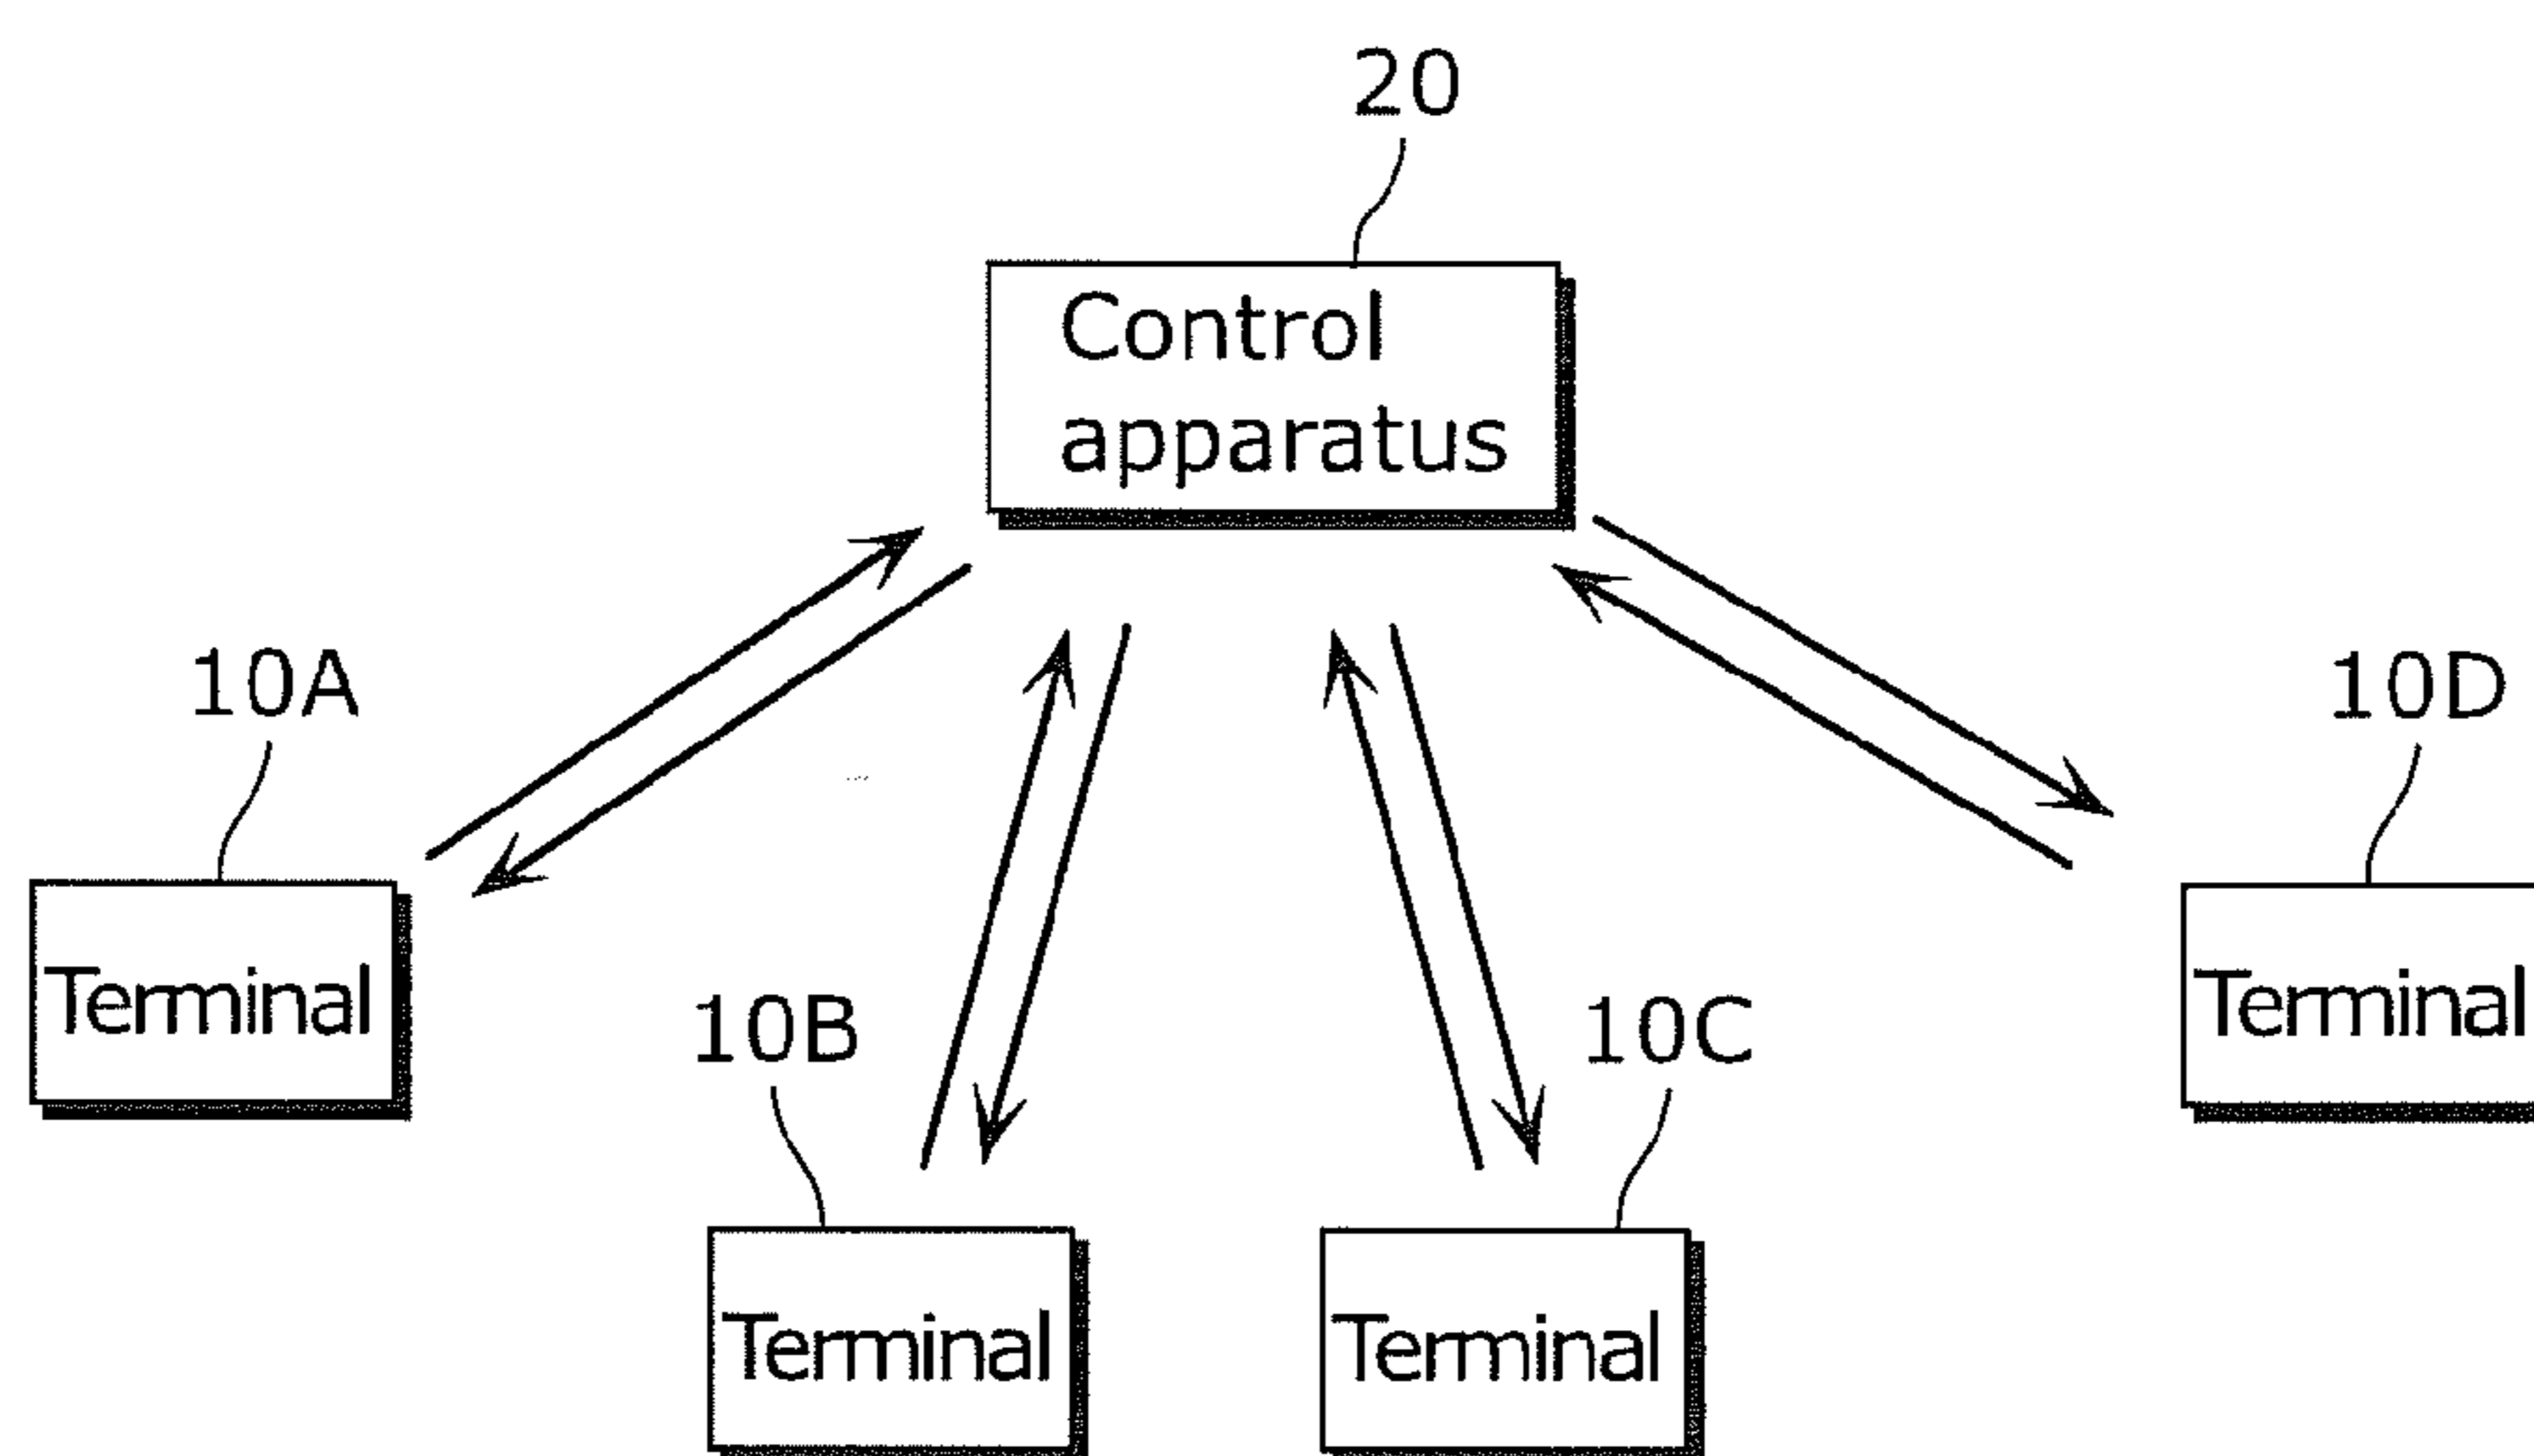 20
Control
apparatus
10A
10D
Terminal
Terminal
10B
10C
Terminal
Terminal